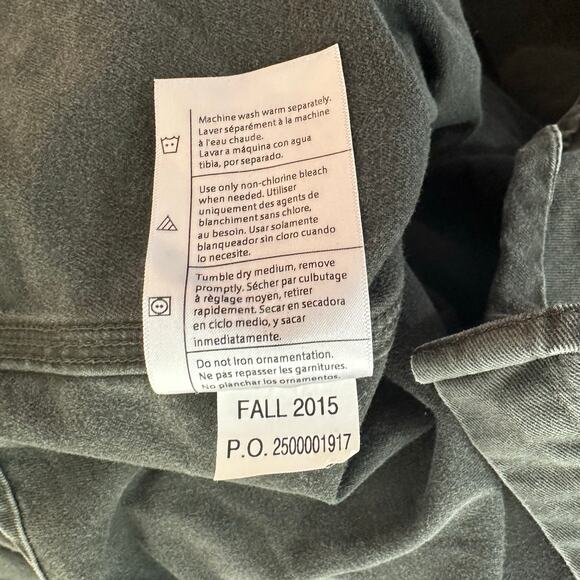 Machine wash warm separately.
Laver séparément à la machine
à l'eau chaude.
Lavar a máquina con agua
tibia, por separado.
Use only non-chlorine bleach
when needed. Utiliser
uniquement des agents de
blanchiment sans chlore,
au besoin. Usar solamente
blanqueador sin cloro cuando
lo necesite.
Tumble dry medium, remove
promptly. Sécher par culbutage
à réglage moyen, retirer
rapidement. Secar en secadora
en ciclo medio, y sacar
inmediatamente.
Do not Iron ornamentation.
Ne pas repasser les garnitures.
No planchar los ornamentos.
FALL 2015
P.O. 2500001917